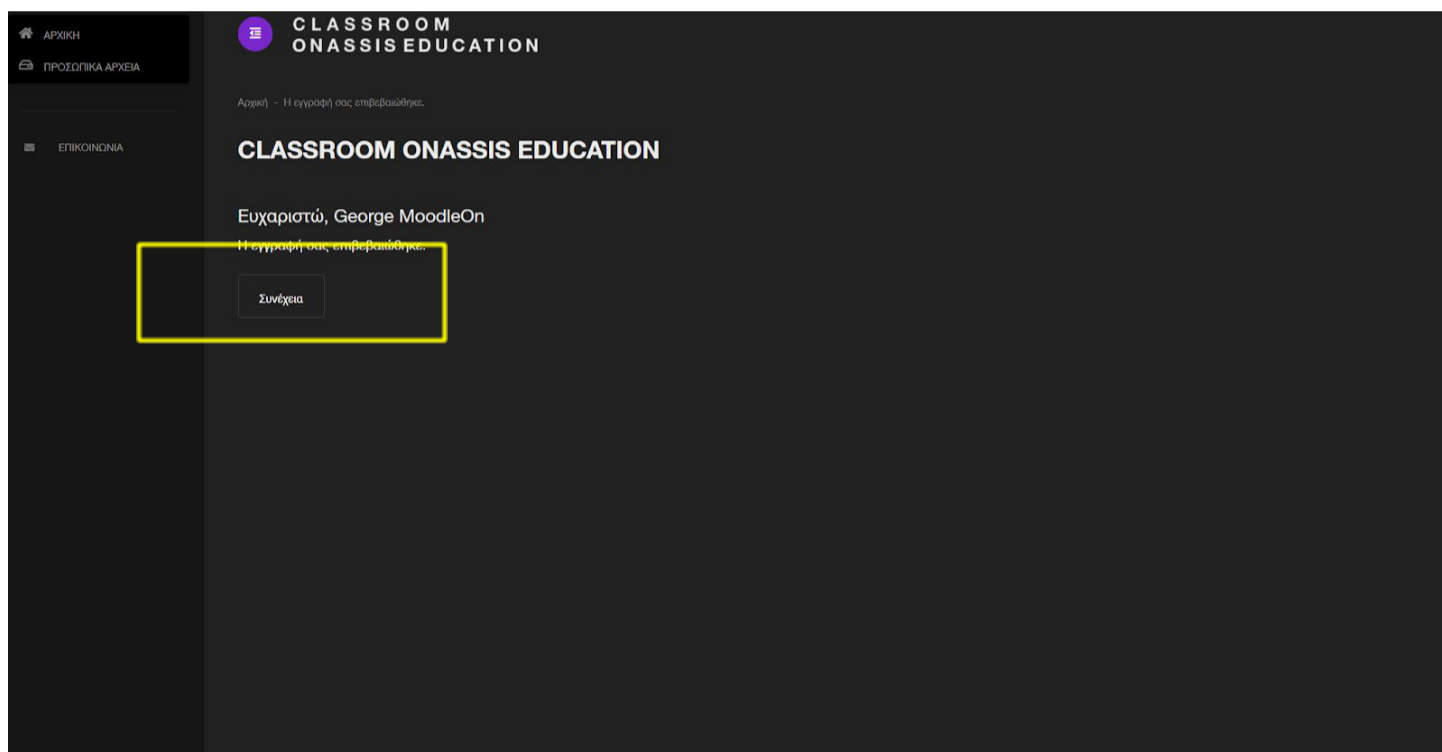 ΑΡΧΙΚΗ
ΠΡΟΣΩΠΙΚΑ ΑΡΧΕΙΑ
ΕΠΙΚΟΙΝΩΝΙΑ
CLASSROOM
ONASSIS EDUCATION
Αρχική - Η εγγραφή σας επιβεβαιώθηκε.
CLASSROOM ONASSIS EDUCATION
Ευχαριστώ, George MoodleOn
Η εγγραφή σας επιβεβαιώθηκε.
Συνέχεια